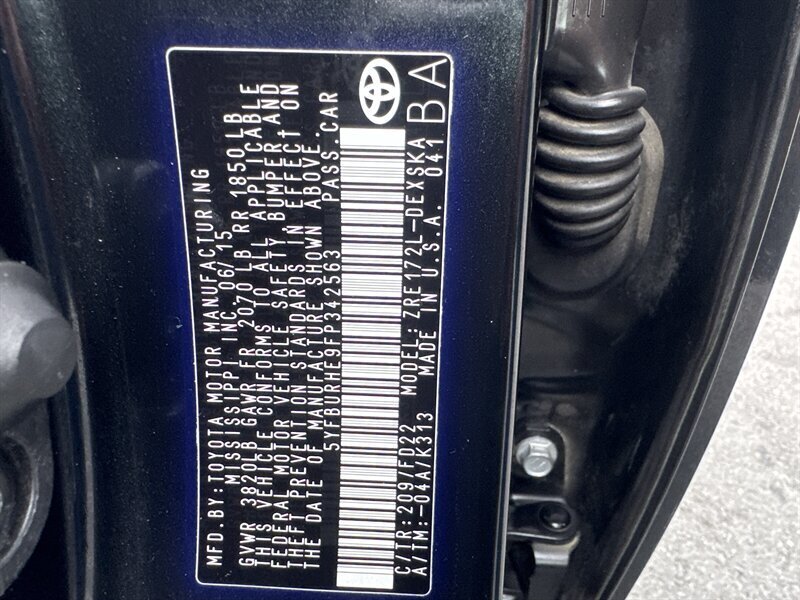 MFD.BY:TOYOTA MOTOR MANUFACTURING
MISSISSIPPI INC. 06/15
GVWR 3820LB GAWR FR 2070 LB RR 1850 LB
THIS VEHICLE CONFORMS TO ALL APPLICABLE
FEDERAL MOTOR VEHICLE SAFETY, BUMPER AND
THEFT PREVENTION STANDARDS IN EFFECT ON
THE DATE OF MANUFACTURE SHOWN ABOVE.
5YFBURHE9FP342563 PASS.CAR
C/TR:209/FD22 MODEL:ZRE172L-DEXSKA
A/TM:-04A/K313 MADE IN U.S.A. 041
BA